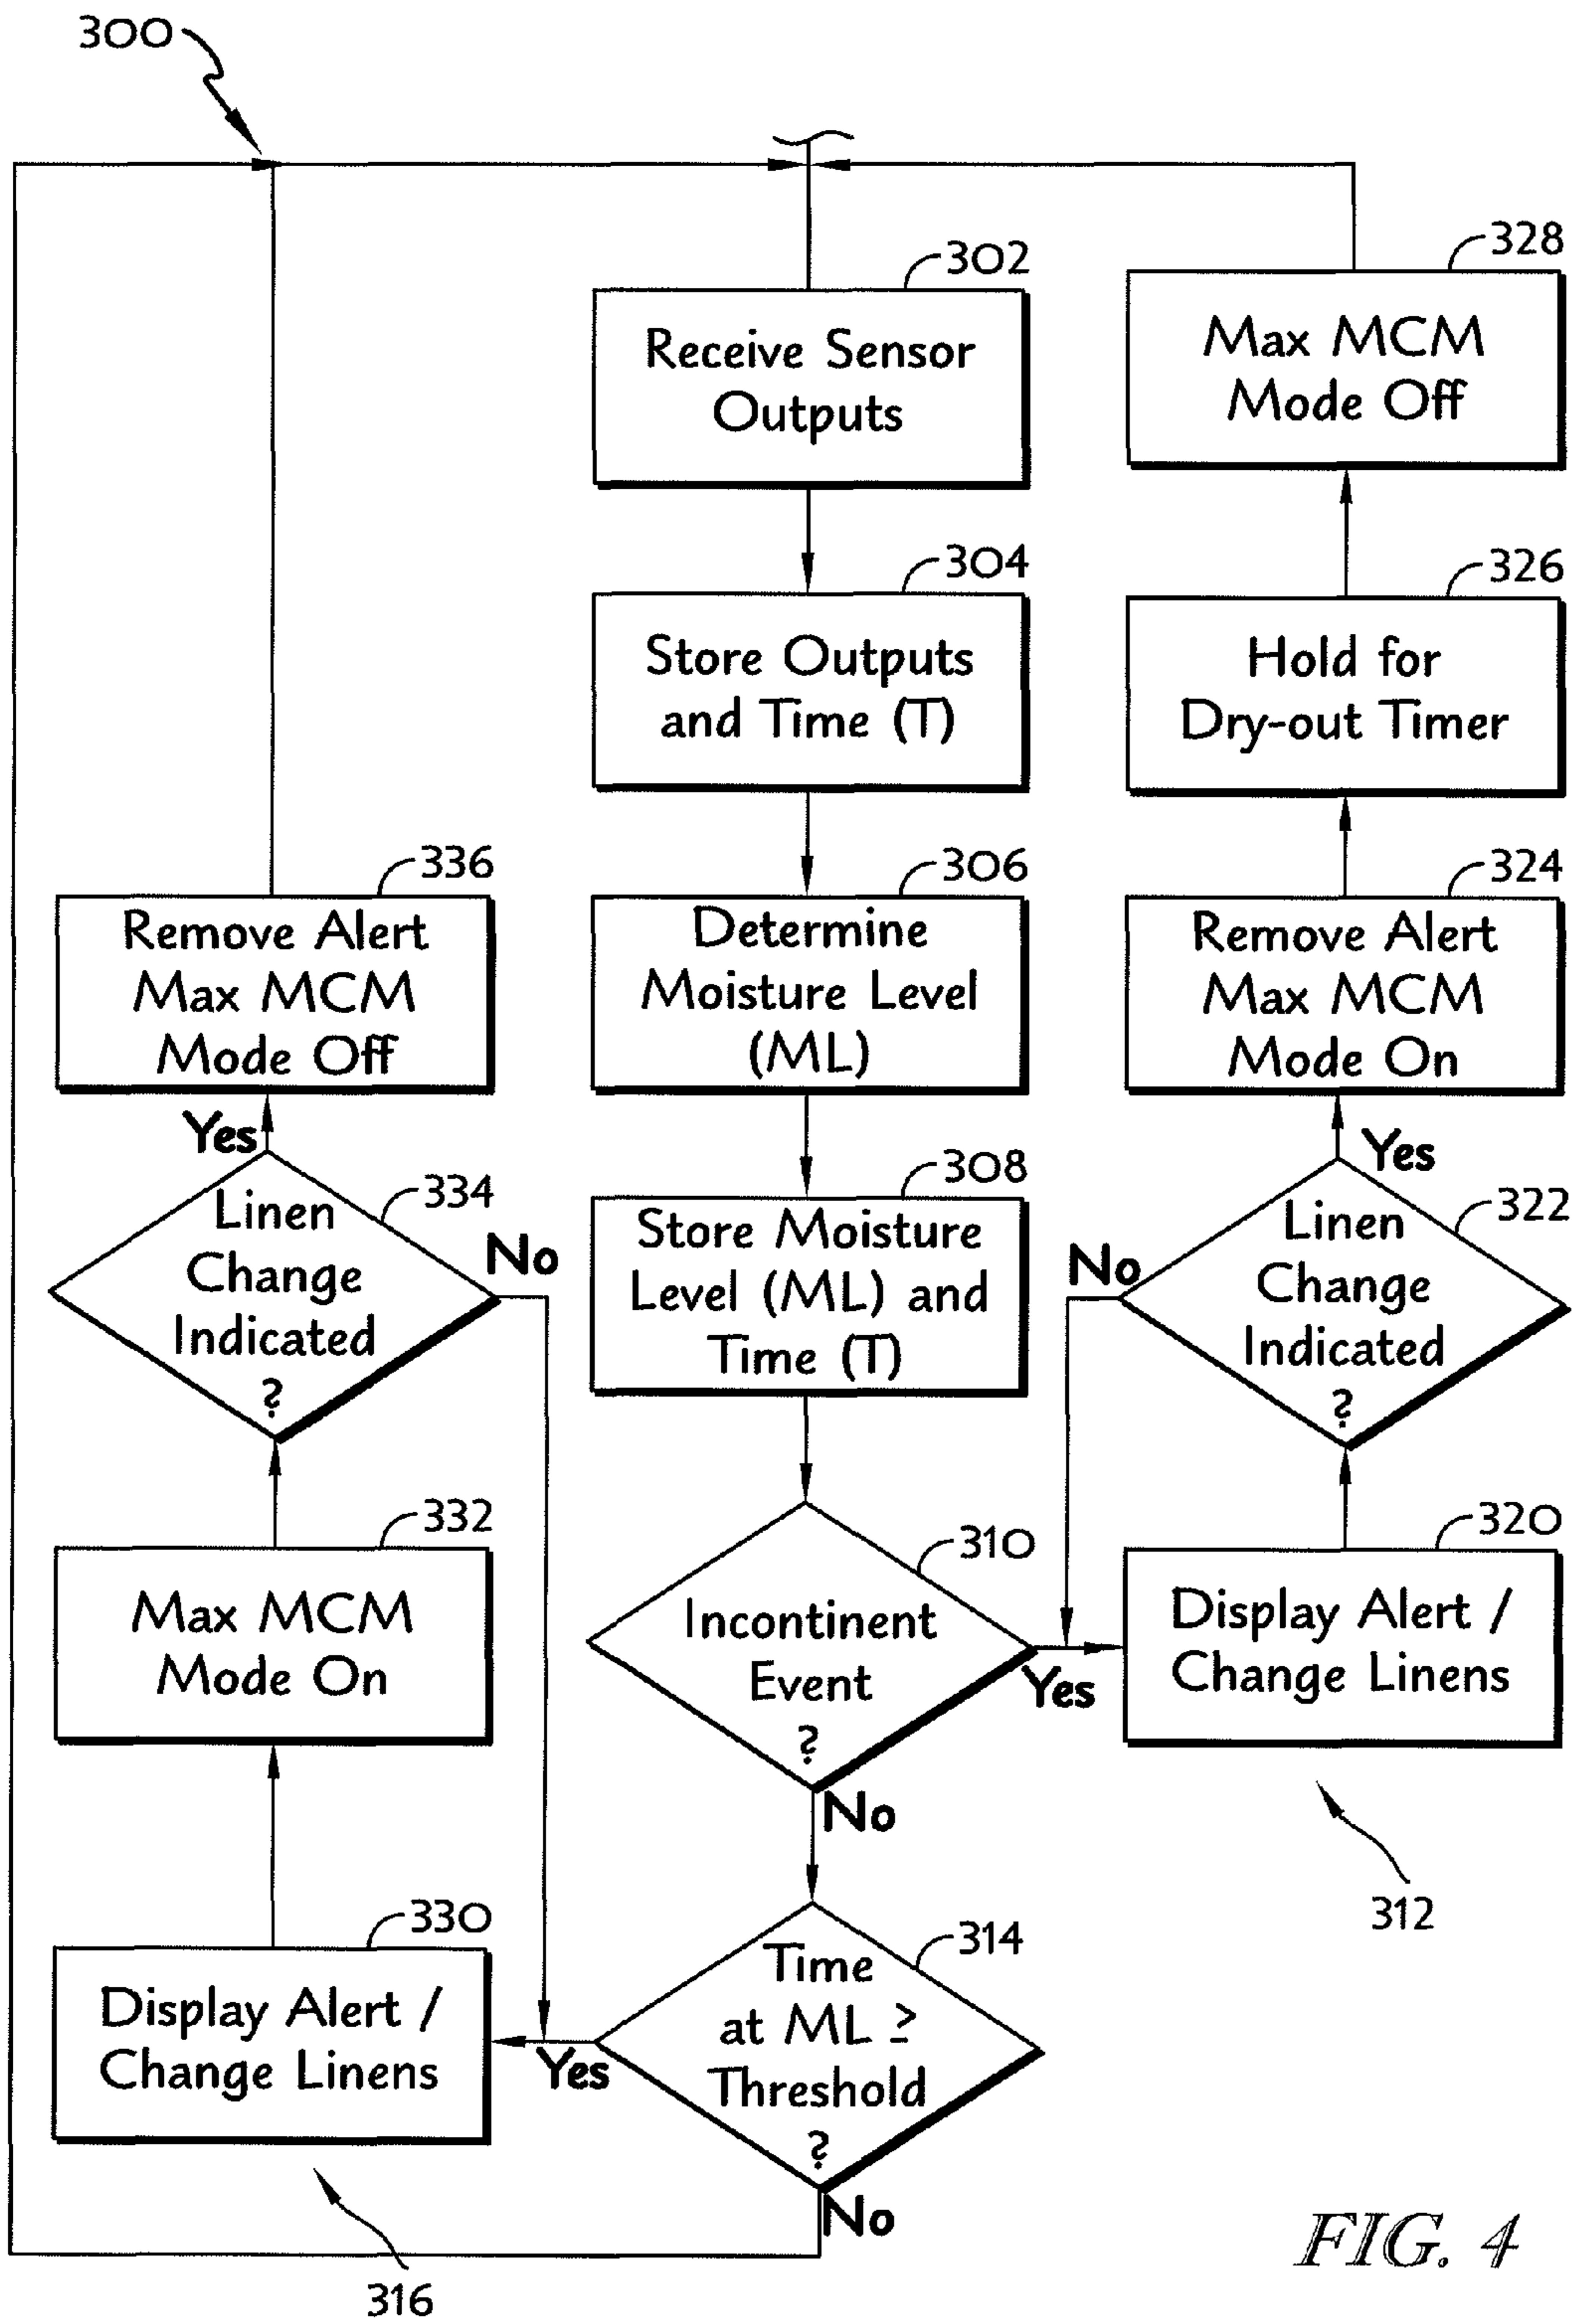 300
302
Receive Sensor
Outputs
304
Store Outputs
and Time (T)
306
Determine
Moisture Level
(ML)
308
Store Moisture
Level (ML) and
Time (T)
310
Incontinent
Event
?
Yes
No
314
Time
at ML ≥
Threshold
?
Yes
No
328
Max MCM
Mode Off
326
Hold for
Dry-out Timer
324
Remove Alert
Max MCM
Mode On
Yes
322
Linen
Change
Indicated
?
No
320
Display Alert /
Change Linens
312
336
Remove Alert
Max MCM
Mode Off
Yes
334
Linen
Change
Indicated
?
No
332
Max MCM
Mode On
330
Display Alert /
Change Linens
316
FIG. 4